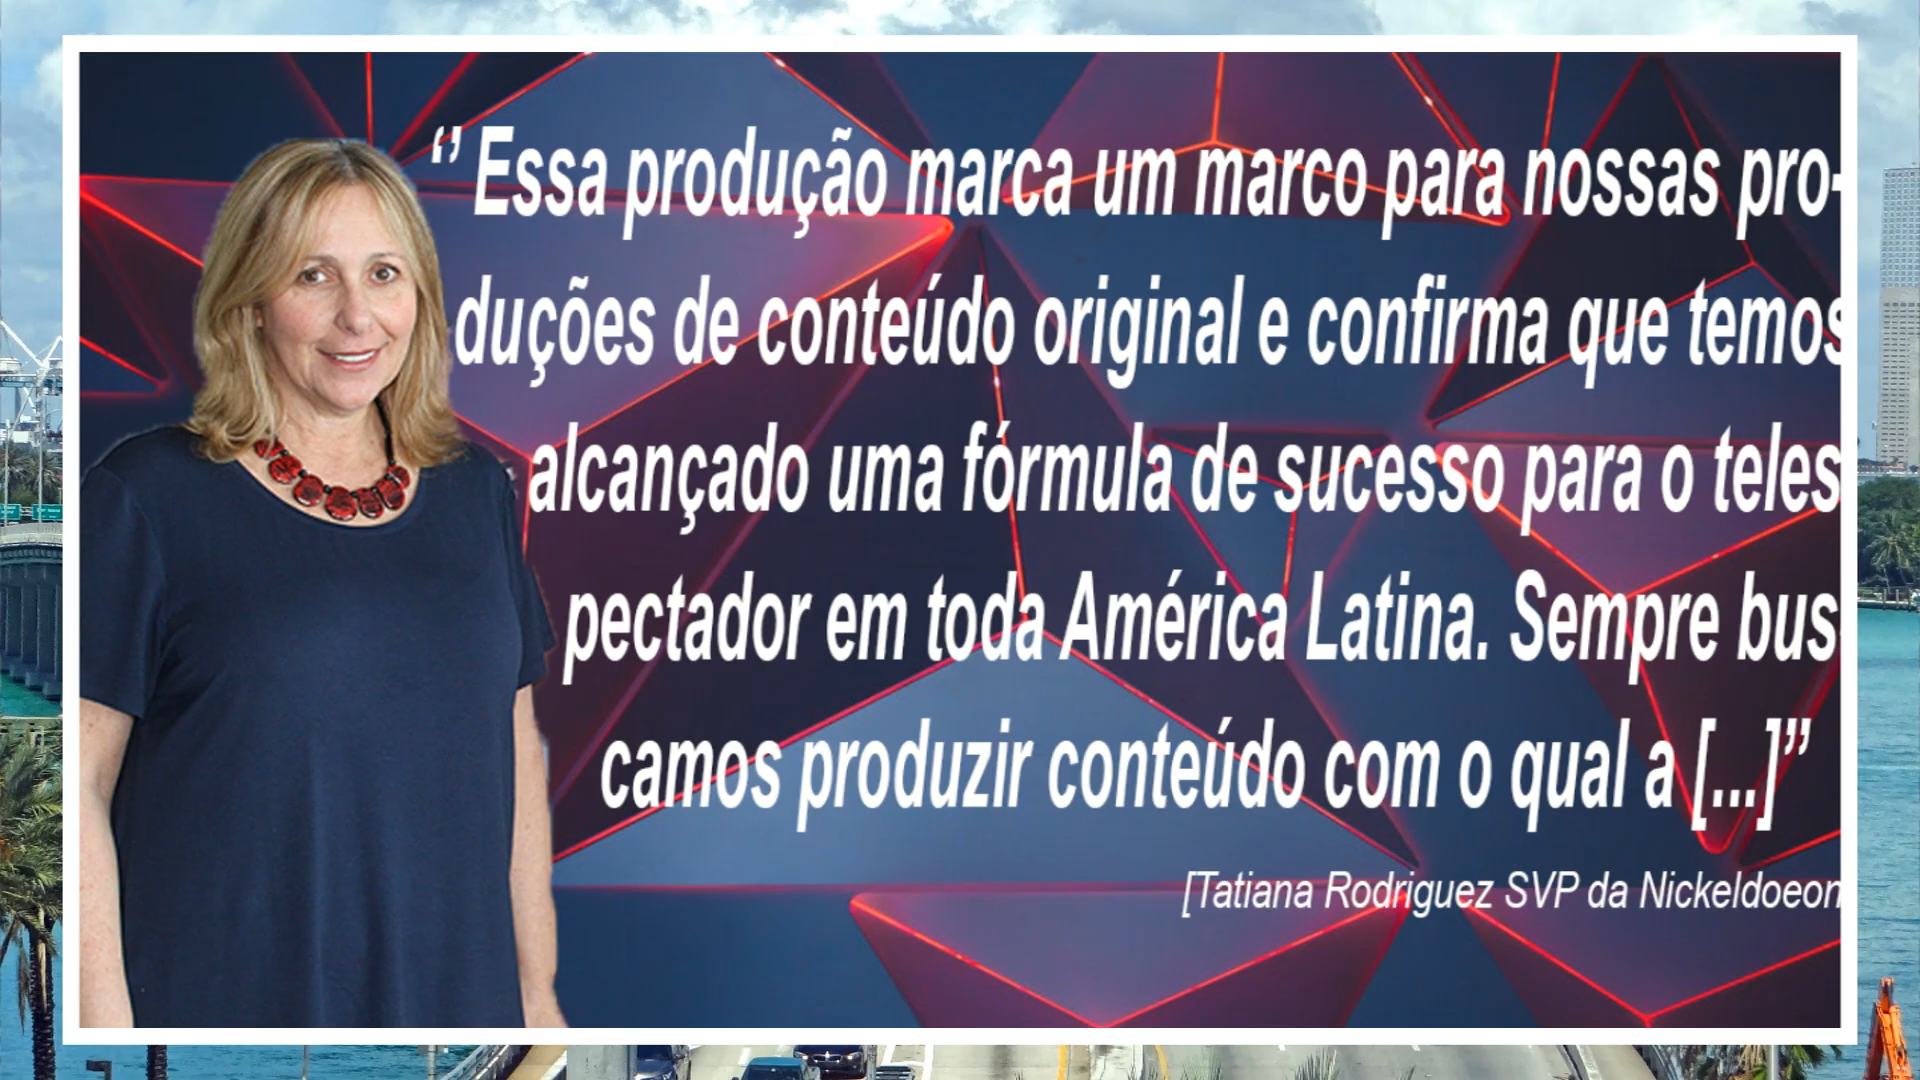 ‘’ Essa produção marca um marco para nossas pro-
duções de conteúdo original e confirma que temos
alcançado uma fórmula de sucesso para o teles
pectador em toda América Latina. Sempre bus
camos produzir conteúdo com o qual a [...]”
[Tatiana Rodriguez SVP da Nickeldoeon